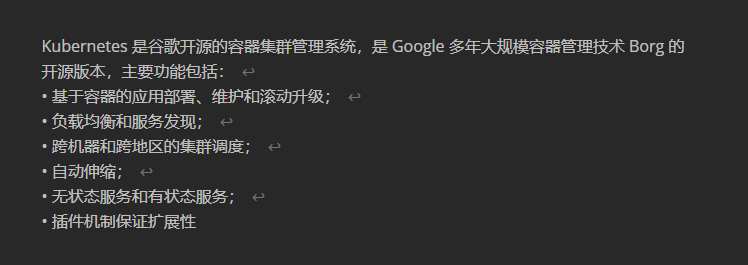 Kubernetes 是谷歌开源的容器集群管理系统，是 Google 多年大规模容器管理技术 Borg 的
开源版本，主要功能包括： ↩
• 基于容器的应用部署、维护和滚动升级； ↩
• 负载均衡和服务发现； ↩
• 跨机器和跨地区的集群调度； ↩
• 自动伸缩； ↩
• 无状态服务和有状态服务； ↩
• 插件机制保证扩展性